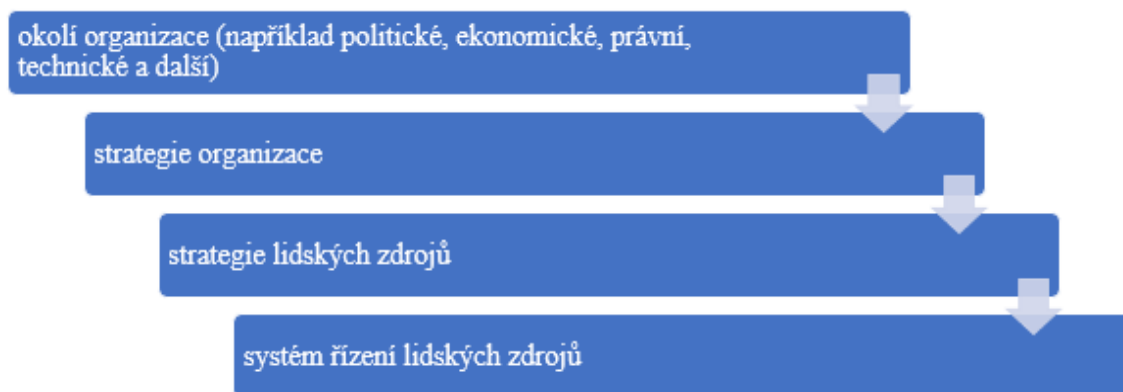 okolí organizace (například politické, ekonomické, právní,
technické a další)
strategie organizace
strategie lidských zdrojů
systém řízení lidských zdrojů